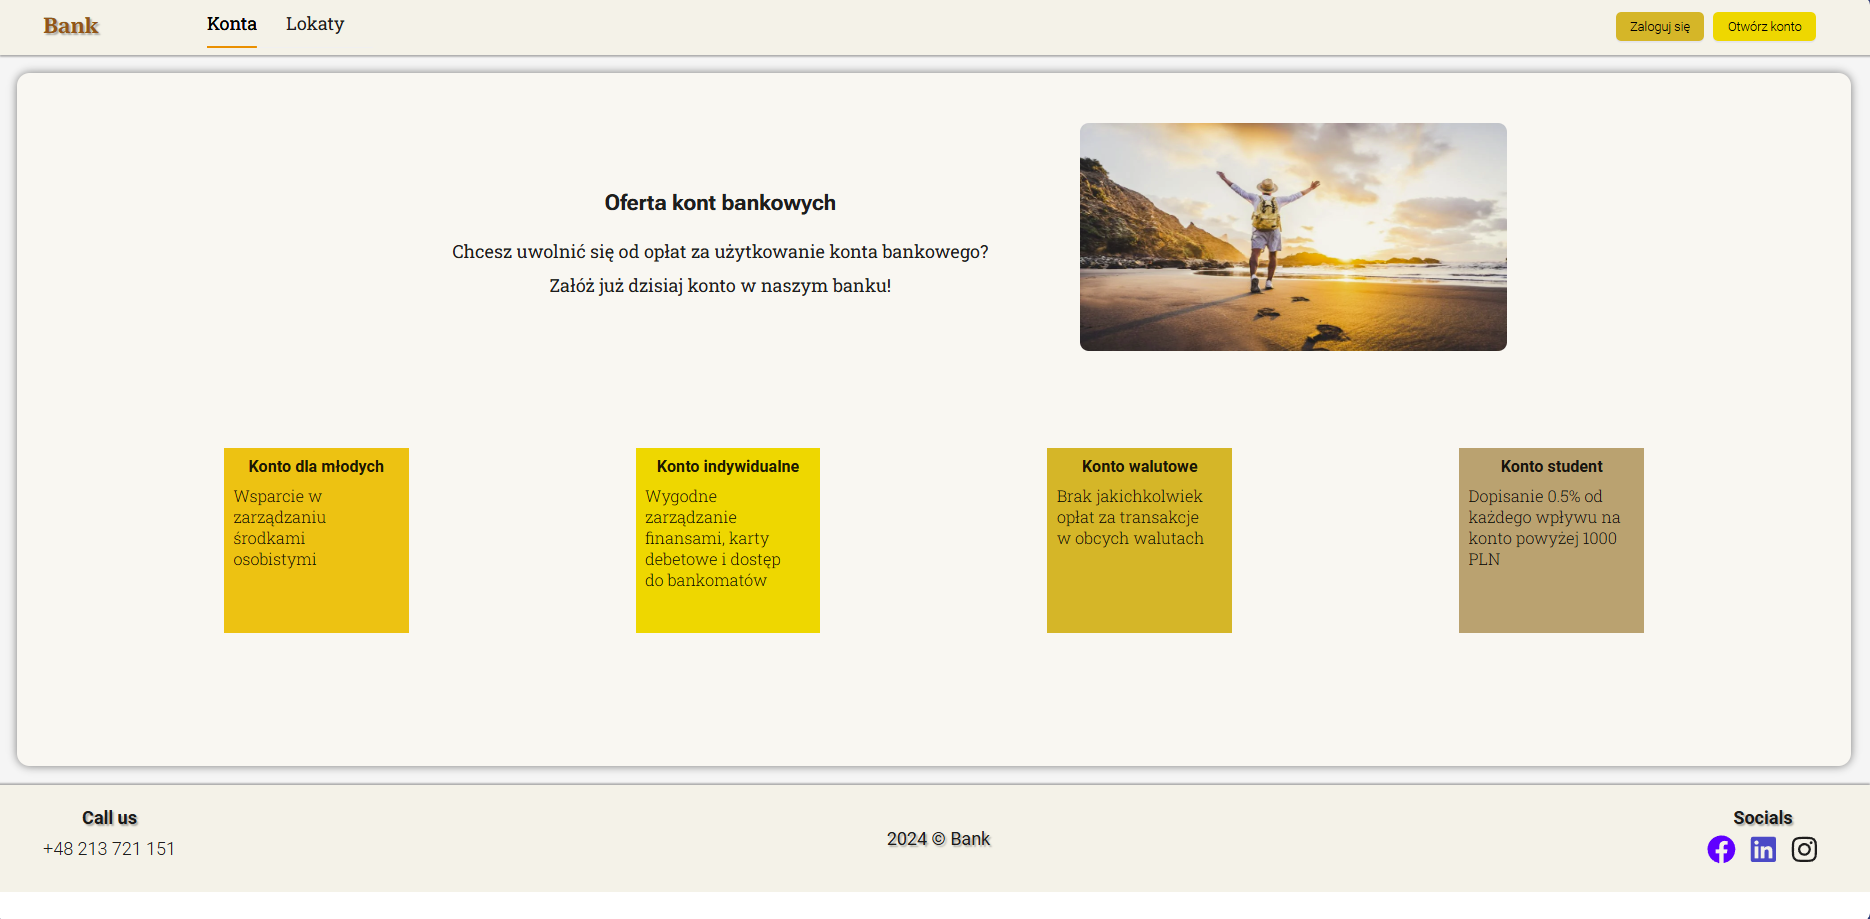 Bank
Konta
Lokaty
Zaloguj się
Otwórz konto
Oferta kont bankowych
Chcesz uwolnić się od opłat za użytkowanie konta bankowego?
Załóż już dzisiaj konto w naszym banku!
Konto dla młodych
Wsparcie w
zarządzaniu
środkami
osobistymi
Konto indywidualne
Wygodne
zarządzanie
finansami, karty
debetowe i dostęp
do bankomatów
Konto walutowe
Brak jakichkolwiek
opłat za transakcje
w obcych walutach
Konto student
Dopisanie 0.5% od
każdego wpływu na
konto powyżej 1000
PLN
Call us
+48 213 721 151
2024 © Bank
Socials